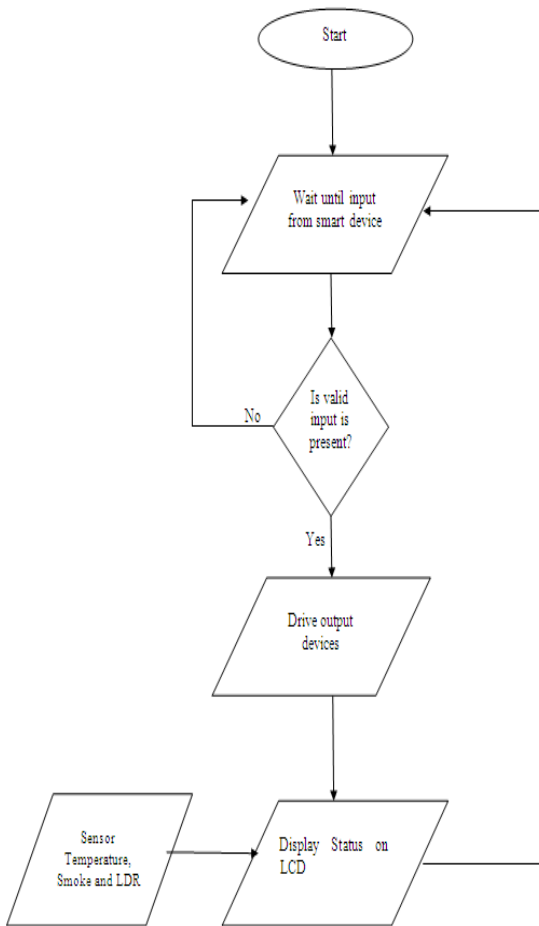 Start
Wait until input
from smart device
Is valid
input is
present?
No
Yes
Drive output
devices
Sensor
Temperature,
Smoke and LDR
Display Status on
LCD